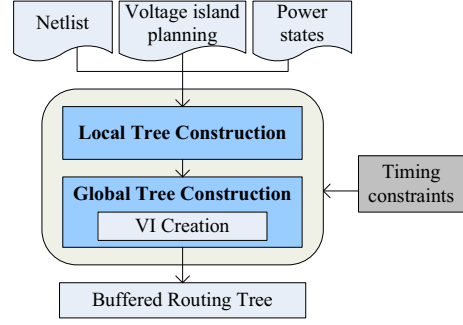 Netlist
Voltage island
planning
Power
states
Local Tree Construction
Global Tree Construction
VI Creation
Timing
constraints
Buffered Routing Tree